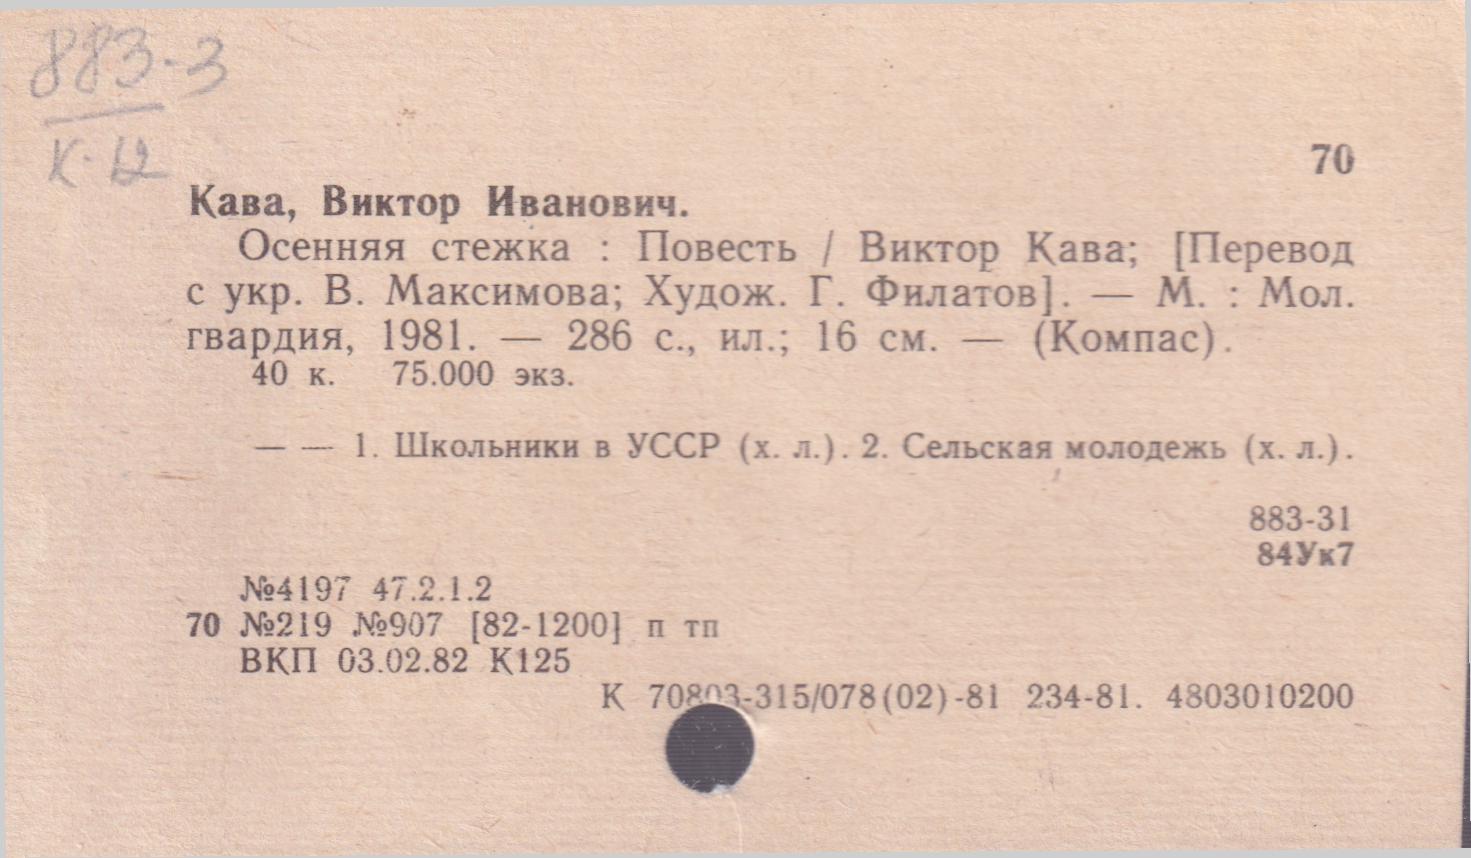 883-3
К-12
70
Кава, Виктор Иванович.
Осенняя стежка : Повесть / Виктор Кава; [Перевод
с укр. В. Максимова; Худож. Г. Филатов]. — М. : Мол.
гвардия, 1981. — 286 с., ил.; 16 см. — (Компас).
40 к. 75.000 экз.
— — 1. Школьники в УССР (х. л.). 2. Сельская молодежь (х. л.).
883-31
84Ук7
№4197 47.2.1.2
70 №219 №907 [82-1200] п тп
ВКП 03.02.82 К125
К 70803-315/078(02)-81 234-81. 4803010200